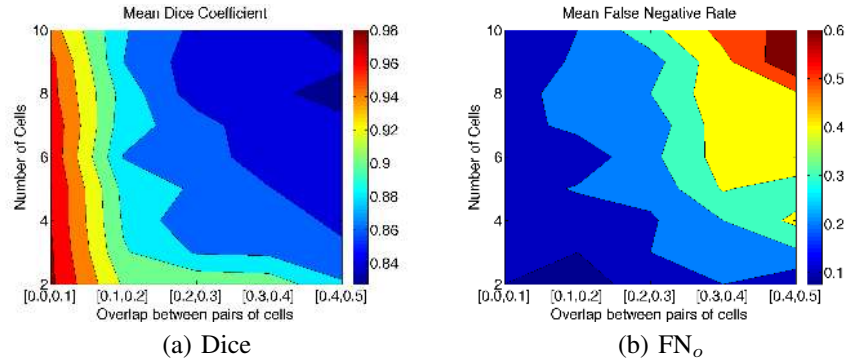 Mean Dice Coefficient
10
8
6
4
2
Number of Cells
[0.0,0.1] [0.1,0.2] [0.2,0.3] [0.3,0.4] [0.4,0.5]
Overlap between pairs of cells
0.98
0.96
0.94
0.92
0.9
0.88
0.86
0.84
(a) Dice
Mean False Negative Rate
10
8
6
4
2
Number of Cells
[0.0,0.1] [0.1,0.2] [0.2,0.3] [0.3,0.4] [0.4,0.5]
Overlap between pairs of cells
0.6
0.5
0.4
0.3
0.2
0.1
(b) FNₒ